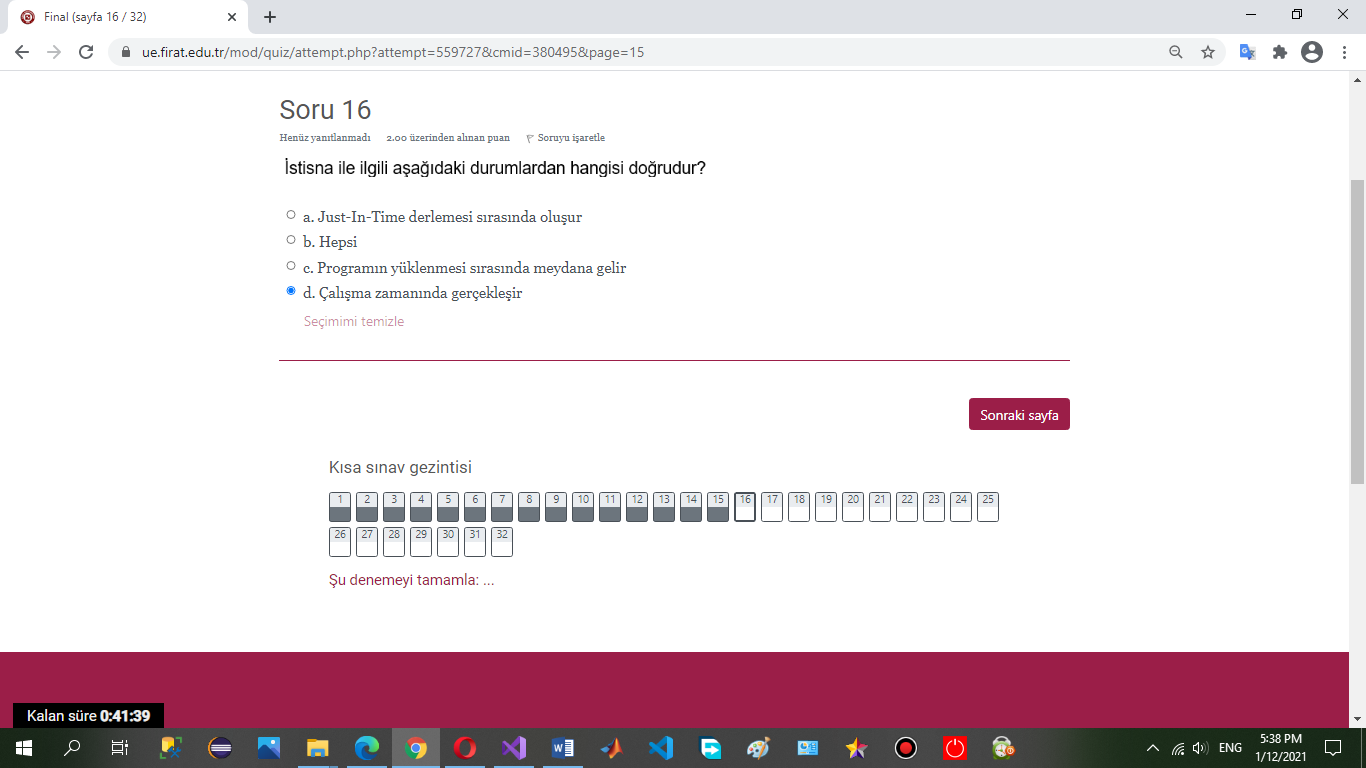 Final (sayfa 16 / 32)
ue.firat.edu.tr/mod/quiz/attempt.php?attempt=559727&cmid=380495&page=15
Soru 16
Henüz yanıtlanmadı 2.00 üzerinden alınan puan Soruyu işaretle
İstisna ile ilgili aşağıdaki durumlardan hangisi doğrudur?
a. Just-In-Time derlemesi sırasında oluşur
b. Hepsi
c. Programın yüklenmesi sırasında meydana gelir
d. Çalışma zamanında gerçekleşir
Seçimimi temizle
Sonraki sayfa
Kısa sınav gezintisi
1 2 3 4 5 6 7 8 9 10 11 12 13 14 15 16 17 18 19 20 21 22 23 24 25
26 27 28 29 30 31 32
Şu denemeyi tamamla: ...
Kalan süre 0:41:39
ENG
5:38 PM
1/12/2021